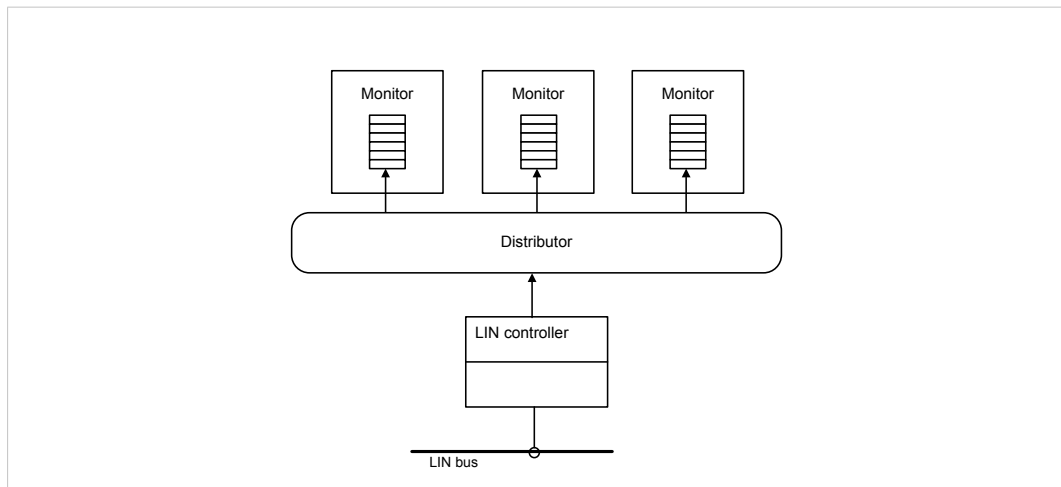 Monitor
Monitor
Monitor
Distributor
LIN controller
LIN bus